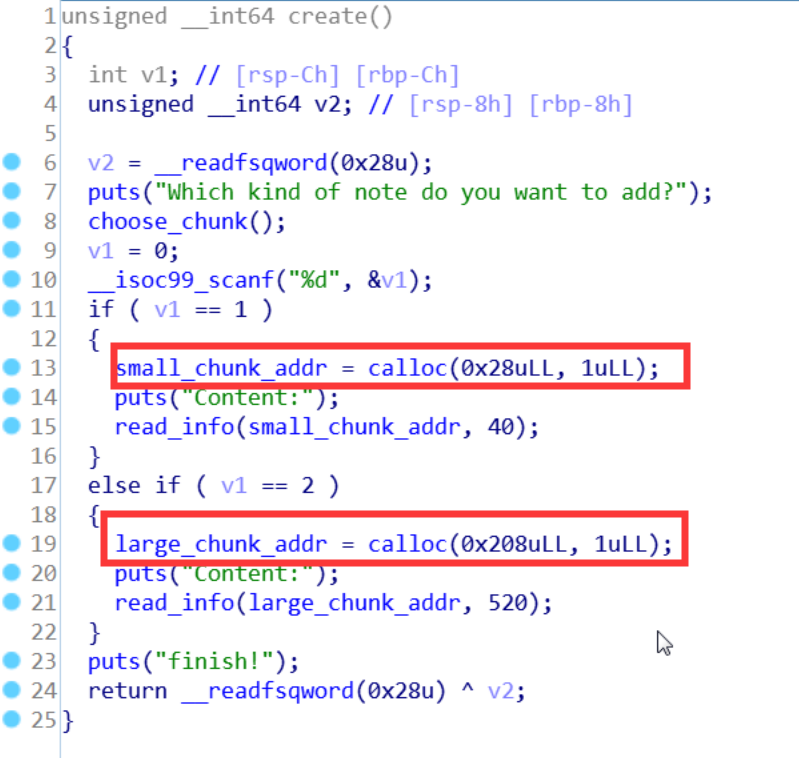 1 unsigned __int64 create()
2 {
3 int v1; // [rsp-Ch] [rbp-Ch]
4 unsigned __int64 v2; // [rsp-8h] [rbp-8h]
5
6 v2 = __readfsqword(0x28u);
7 puts("Which kind of note do you want to add?");
8 choose_chunk();
9 v1 = 0;
10 __isoc99_scanf("%d", &v1);
11 if ( v1 == 1 )
12 {
13 small_chunk_addr = calloc(0x28uLL, 1uLL);
14 puts("Content:");
15 read_info(small_chunk_addr, 40);
16 }
17 else if ( v1 == 2 )
18 {
19 large_chunk_addr = calloc(0x208uLL, 1uLL);
20 puts("Content:");
21 read_info(large_chunk_addr, 520);
22 }
23 puts("finish!");
24 return __readfsqword(0x28u) ^ v2;
25 }